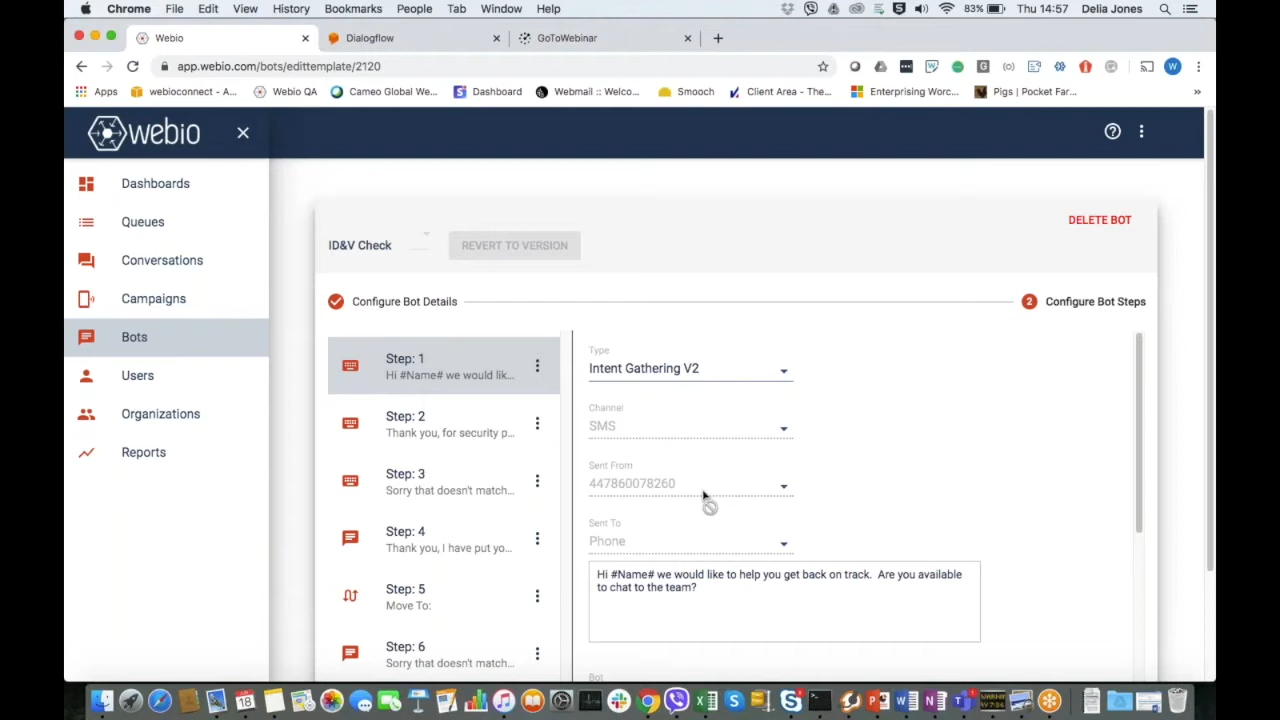 Chrome File Edit View History Bookmarks People Tab Window Help 83% Thu 14:57 Delia Jones
Webio Dialogflow GoToWebinar
app.webio.com/bots/edittemplate/2120
Apps webioconnect - A... Webio QA Cameo Global We... Dashboard Webmail :: Welco... Smooch Client Area - The... Enterprising Worc... Pigs | Pocket Far... »
webio
DELETE BOT
ID&V Check REVERT TO VERSION
Configure Bot Details 2 Configure Bot Steps
Dashboards
Queues
Conversations
Campaigns
Bots
Users
Organizations
Reports
Step: 1
Hi #Name# we would lik...
Step: 2
Thank you, for security p...
Step: 3
Sorry that doesn't match...
Step: 4
Thank you, I have put yo...
Step: 5
Move To:
Step: 6
Sorry that doesn't match...
Type
Intent Gathering V2
Channel
SMS
Sent From
447860078260
Sent To
Phone
Hi #Name# we would like to help you get back on track. Are you available
to chat to the team?
Bot